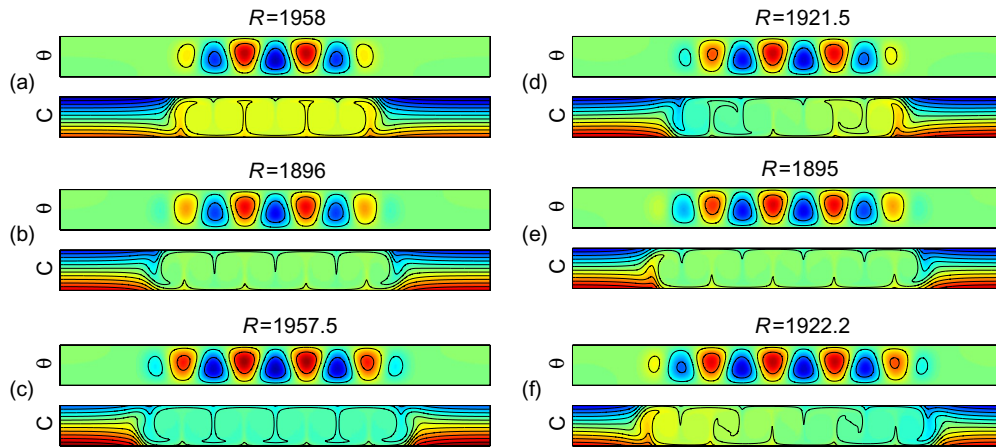 R=1958
(a)
θ
C
R=1896
(b)
θ
C
R=1957.5
(c)
θ
C
R=1921.5
(d)
θ
C
R=1895
(e)
θ
C
R=1922.2
(f)
θ
C